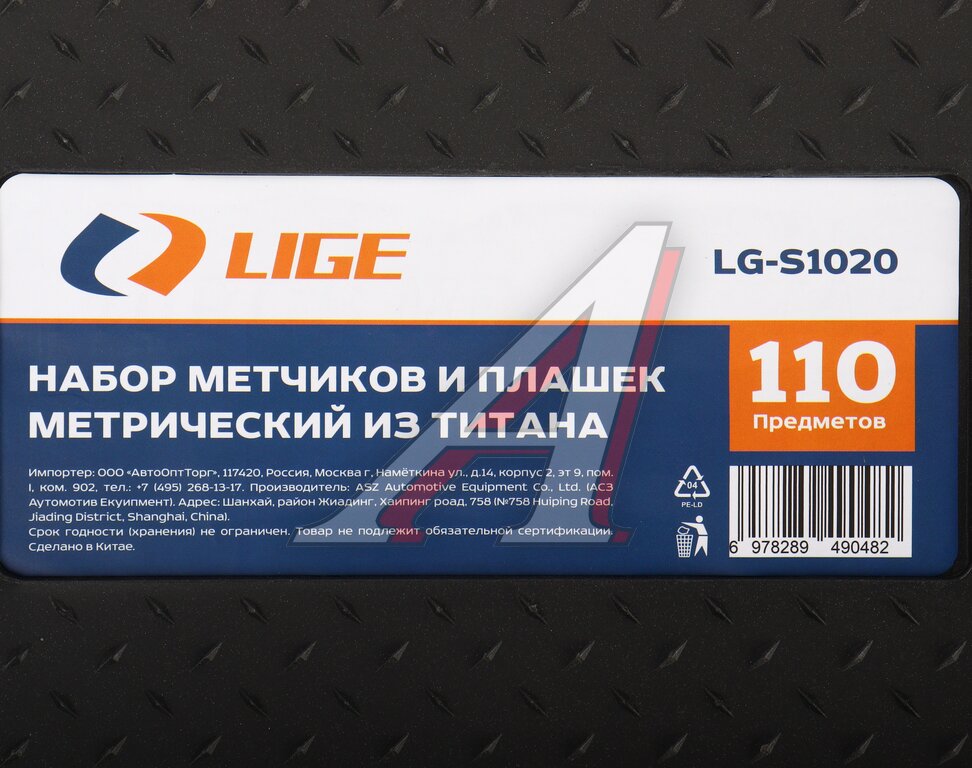 LIGE
LG-S1020
НАБОР МЕТЧИКОВ И ПЛАШЕК
МЕТРИЧЕСКИЙ ИЗ ТИТАНА
110
Предметов
Импортер: ООО «АвтоОптТорг», 117420, Россия, Москва г, Намёткина ул., д.14, корпус 2, эт 9, пом.
I, ком. 902, тел.: +7 (495) 268-13-17. Производитель: ASZ Automotive Equipment Co., Ltd. (АСЗ
Аутомотив Екуипмент). Адрес: Шанхай, район Жиадинг, Хаипинг роад, 758 (№758 Huiping Road,
Jiading District, Shanghai, China).
Срок годности (хранения) не ограничен. Товар не подлежит обязательной сертификации.
Сделано в Китае.
04
PE-LD
6 978289 490482